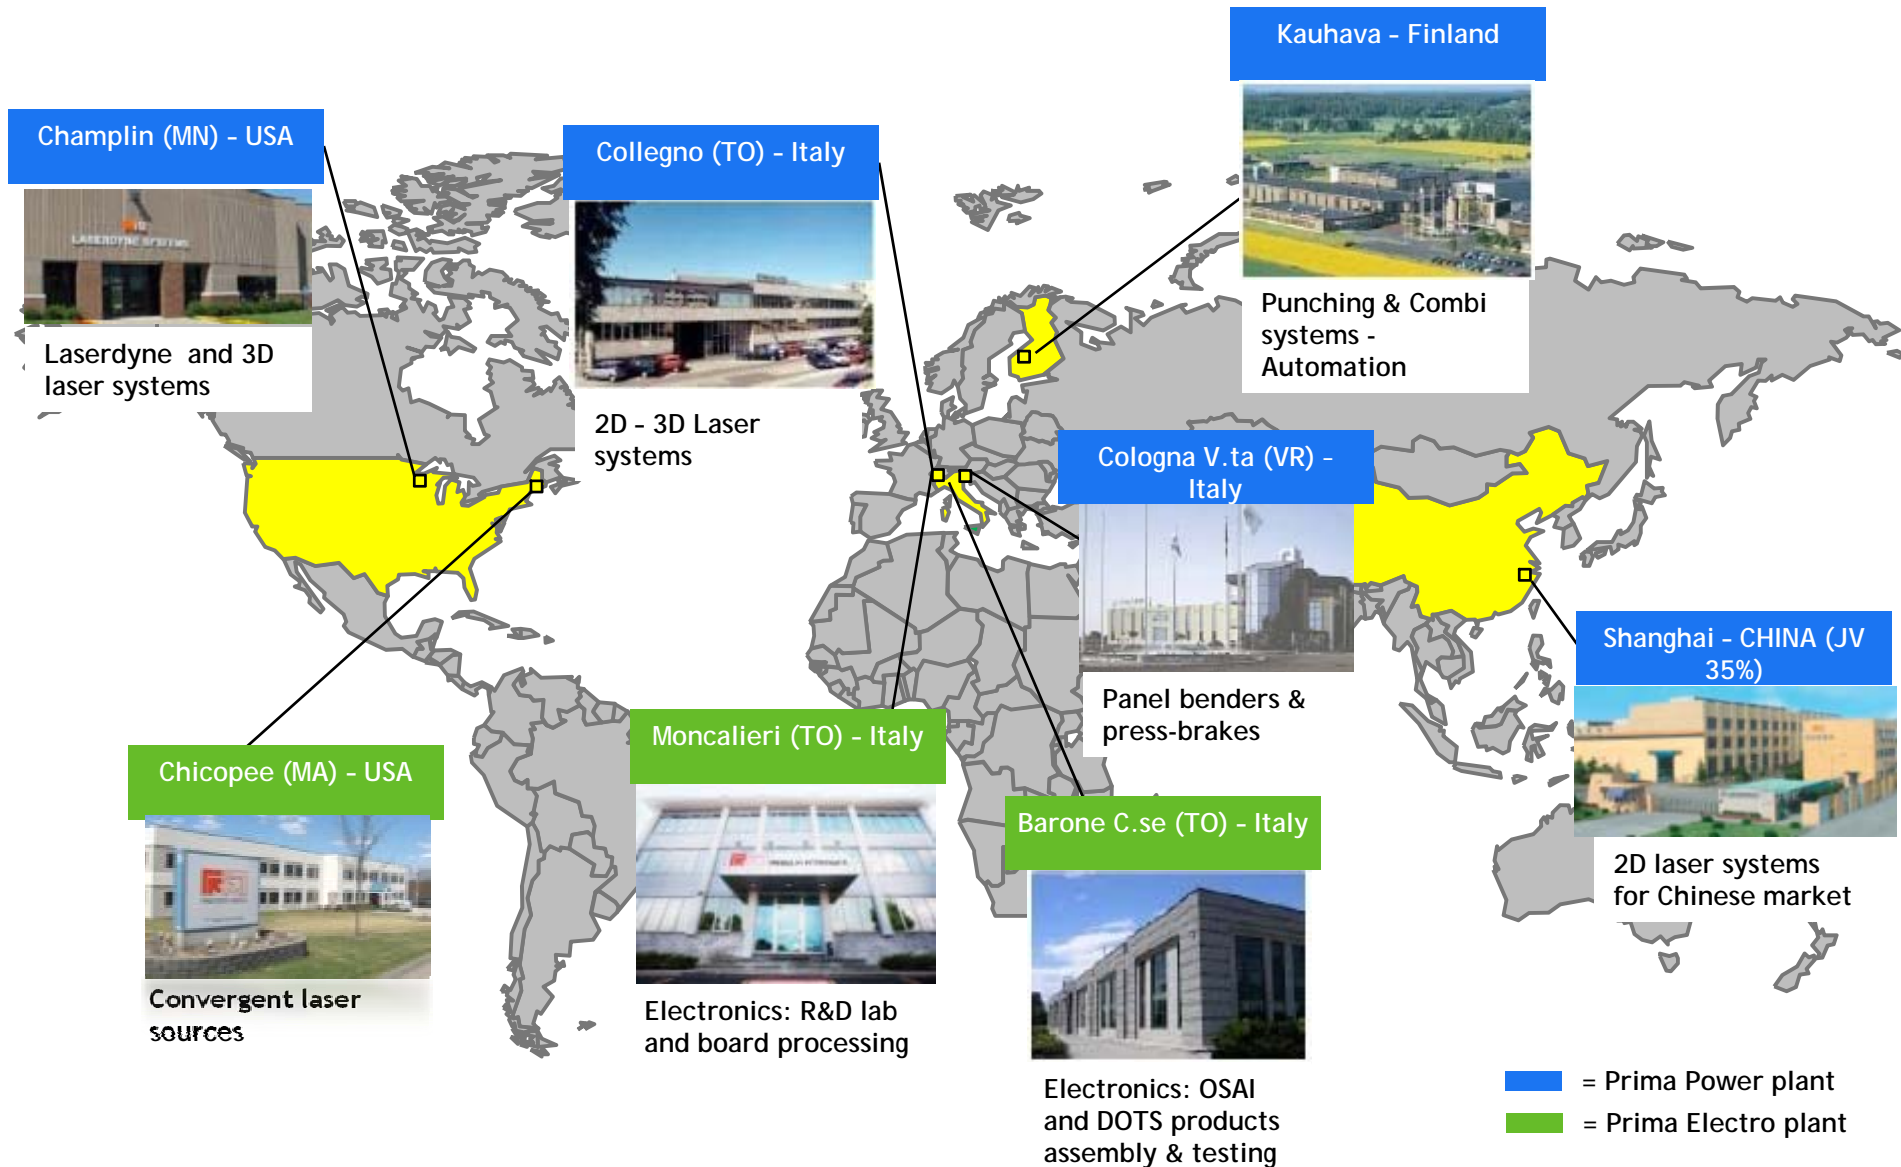 Kauhava - Finland
Champlin (MN) - USA
Collegno (TO) - Italy
LASERDYNE SYSTEMS
Punching & Combi
systems -
Automation
Laserdyne and 3D
laser systems
2D - 3D Laser
systems
Cologna V.ta (VR) -
Italy
Shanghai - CHINA (JV
35%)
Panel benders &
press-brakes
Moncalieri (TO) - Italy
Chicopee (MA) - USA
Barone C.se (TO) - Italy
2D laser systems
for Chinese market
Convergent laser
sources
Electronics: R&D lab
and board processing
Electronics: OSAI
and DOTS products
assembly & testing
= Prima Power plant
= Prima Electro plant